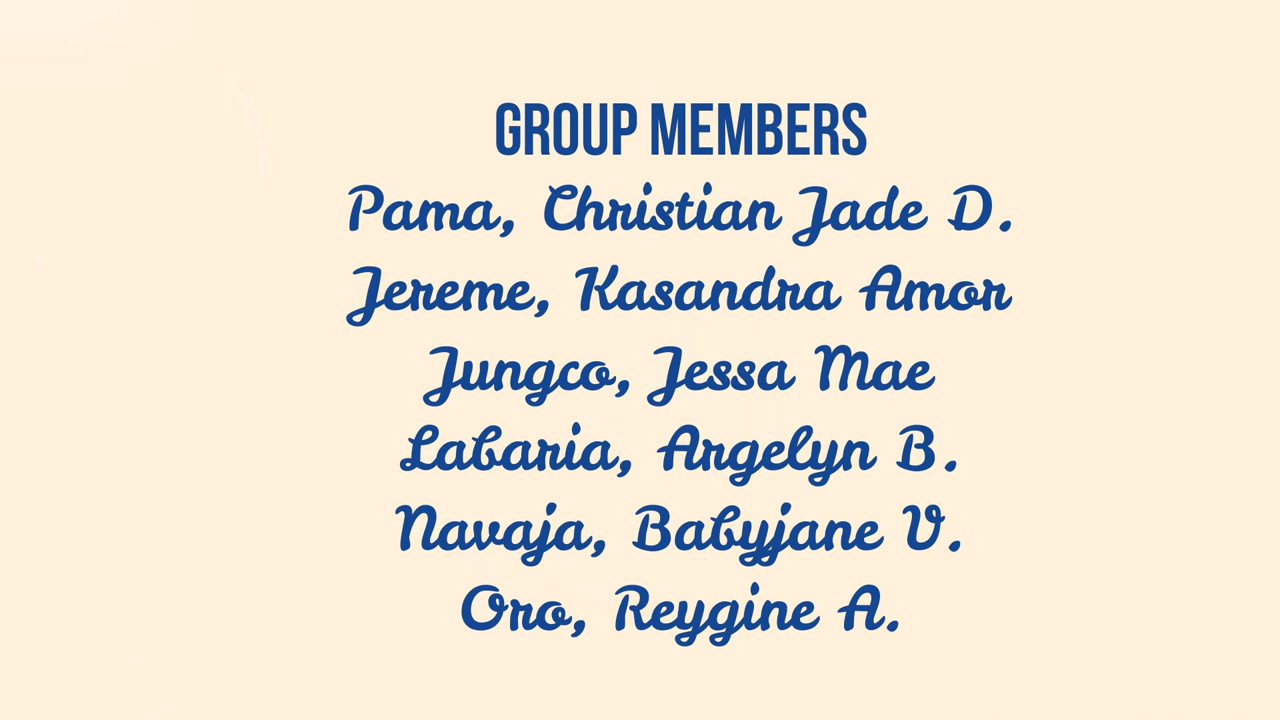 GROUP MEMBERS
Pama, Christian Jade D.
Jereme, Kasandra Amor
Jungco, Jessa Mae
Labaria, Argelyn B.
Navaja, Babyjane V.
Oro, Reygine A.